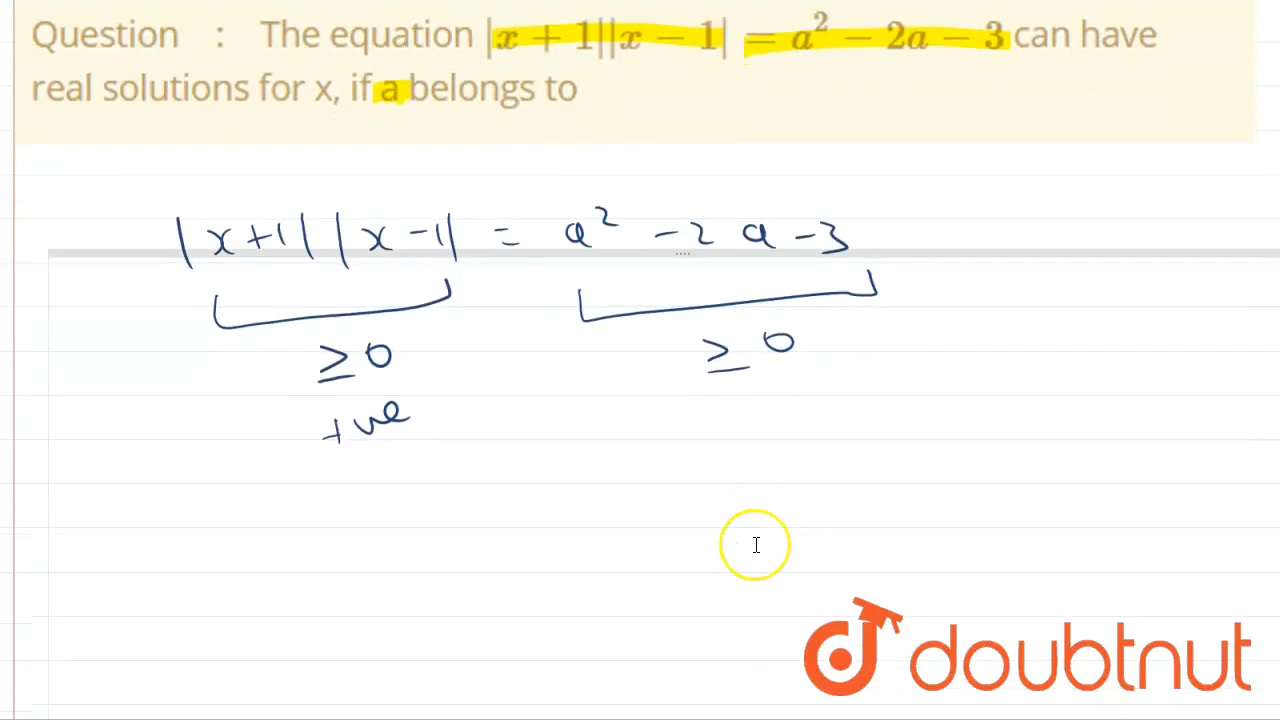 Question : The equation |x + 1||x − 1| = a² − 2a − 3 can have
real solutions for x, if a belongs to
|x+1| |x-1| = a² -2a-3
≥0 ≥0
+ve
doubtnut